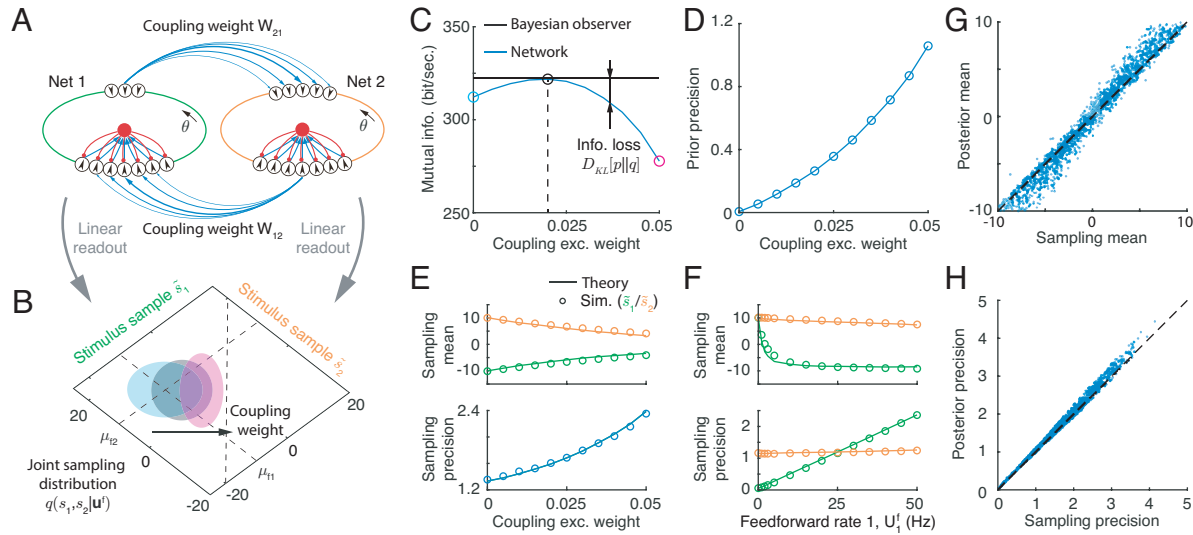 A
Coupling weight W21
Net 1
Net 2
θ
θ
Coupling weight W12
Linear
readout
Linear
readout
B
Stimulus sample s̃1
Stimulus sample s̃2
20
20
μf2
μf1
0
0
-20
-20
Coupling
weight
Joint sampling
distribution
q(s1,s2|uf)
C
Bayesian observer
Network
Mutual info. (bit/sec.)
350
300
250
Info. loss
DKL[p||q]
0
0.025
0.05
Coupling exc. weight
D
Prior precision
1.2
0.8
0.4
0
0
0.025
0.05
Coupling exc. weight
E
Theory
Sim. (s̃1/s̃2)
Sampling
mean
10
0
-10
Sampling
precision
2.4
1.2
0
0.025
0.05
Coupling exc. weight
F
Sampling
mean
10
0
-10
Sampling
precision
3
2
1
0
0
25
50
Feedforward rate 1, U1f (Hz)
G
Posterior mean
10
0
-10
-10
0
10
Sampling mean
H
Posterior precision
5
4
3
2
1
0
0
1
2
3
4
5
Sampling precision